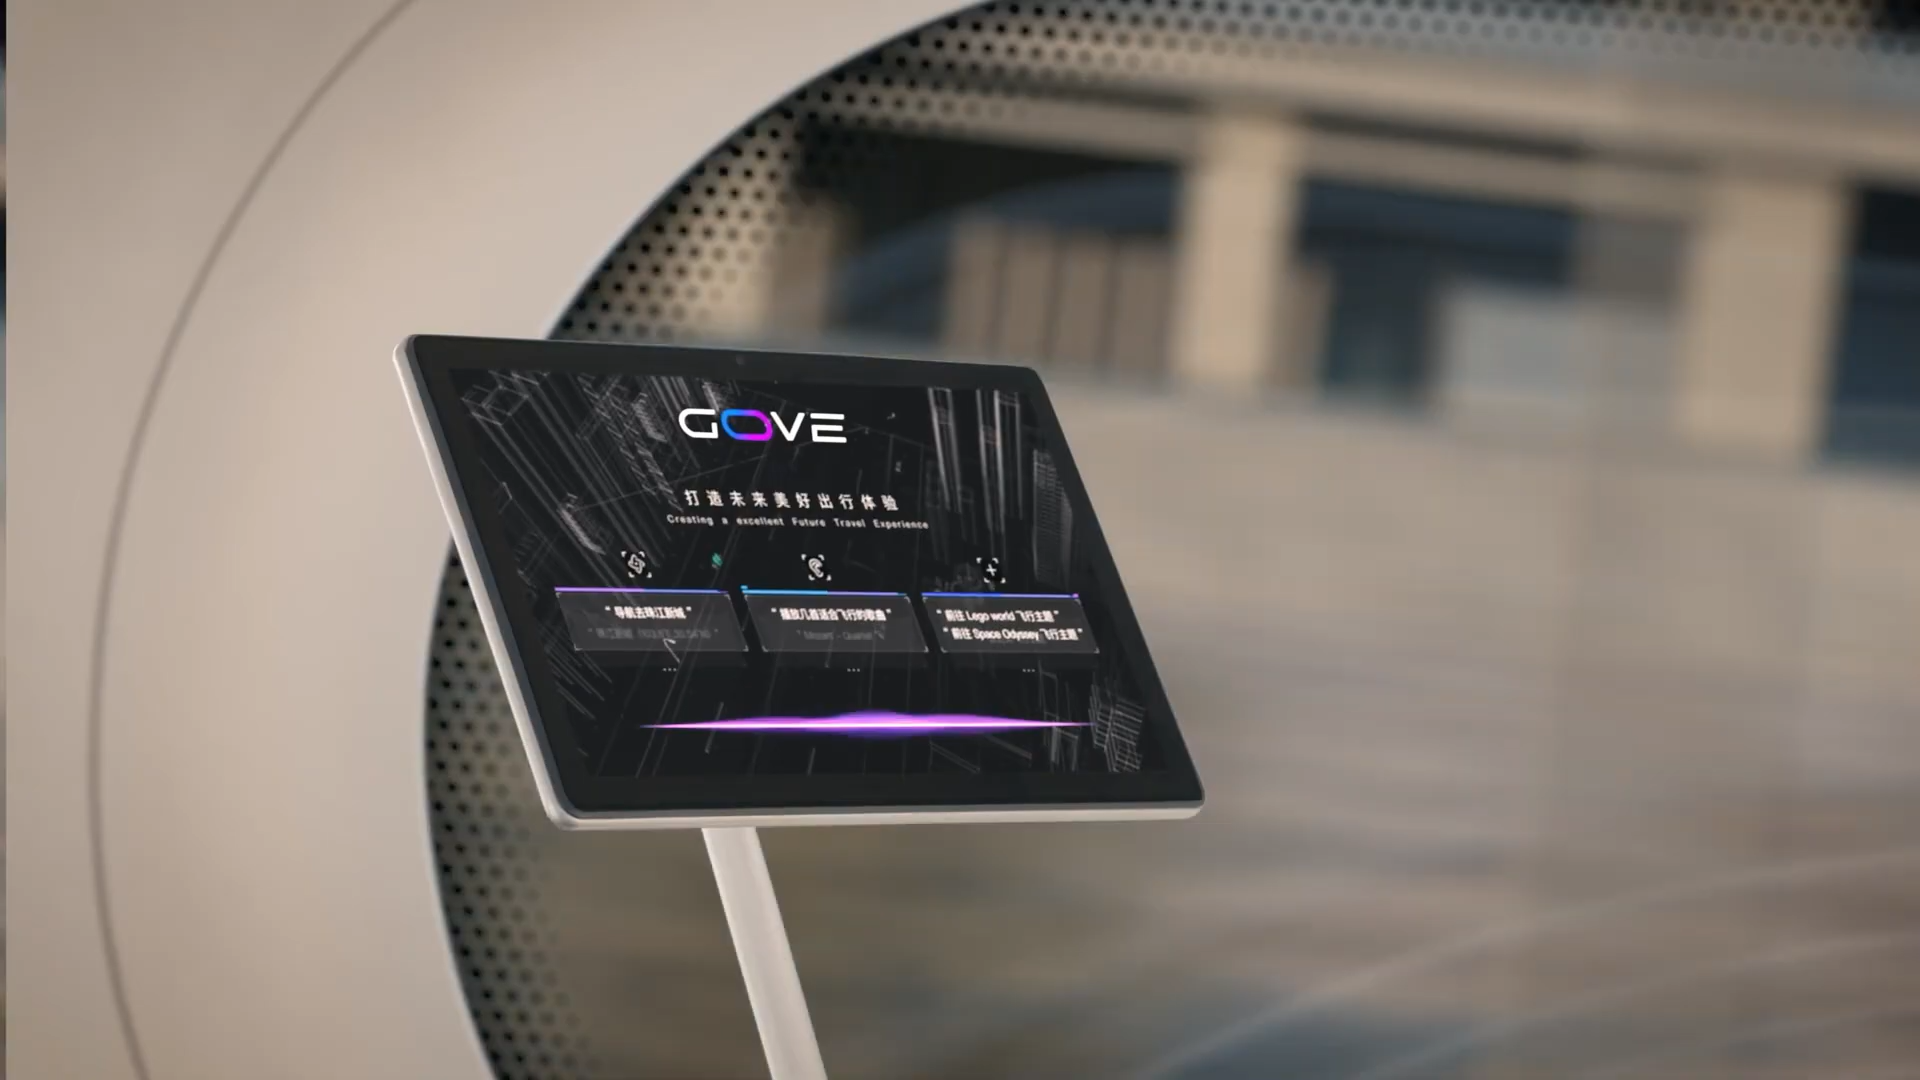 GOVE
打造未来美好出行体验
Creating a excellent Future Travel Experience
“导航去珠江新城”
“播放几首适合飞行的歌曲”
“前往 Lego world 飞行主题”
“前往 Space Odyssey 飞行主题”
...
...
...